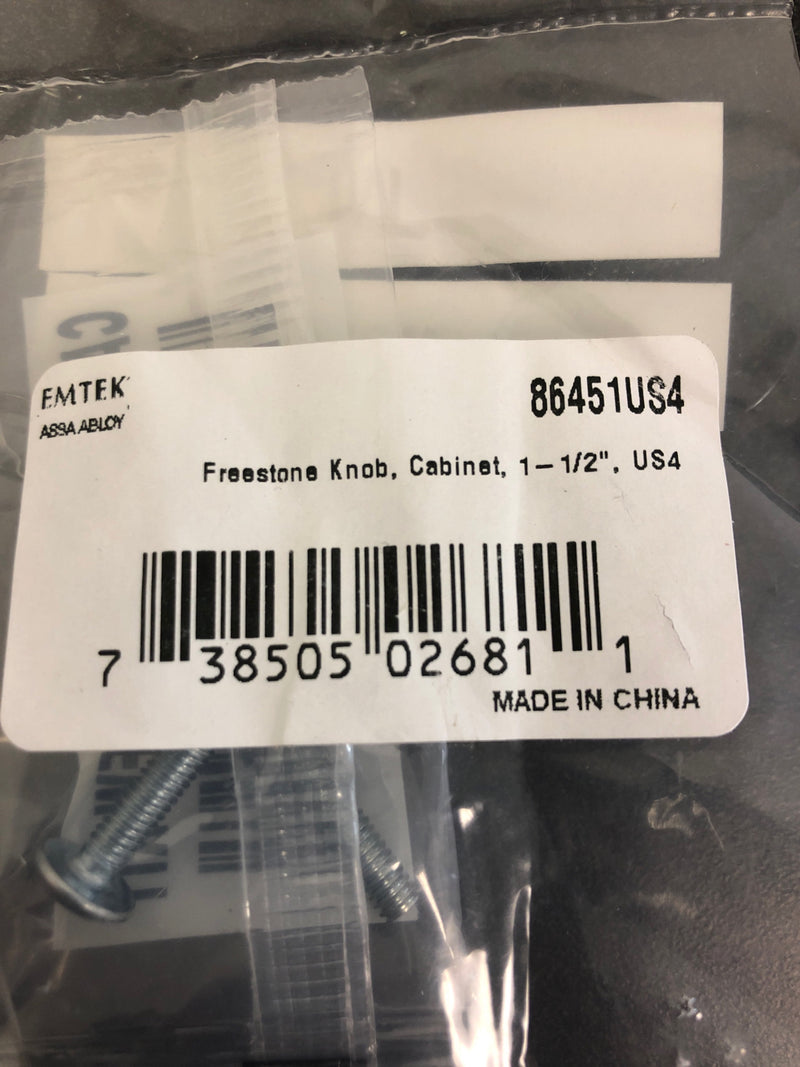 EMTEK
ASSA ABLOY
86451US4
Freestone Knob, Cabinet, 1-1/2", US4
7 38505 02681 1
MADE IN CHINA